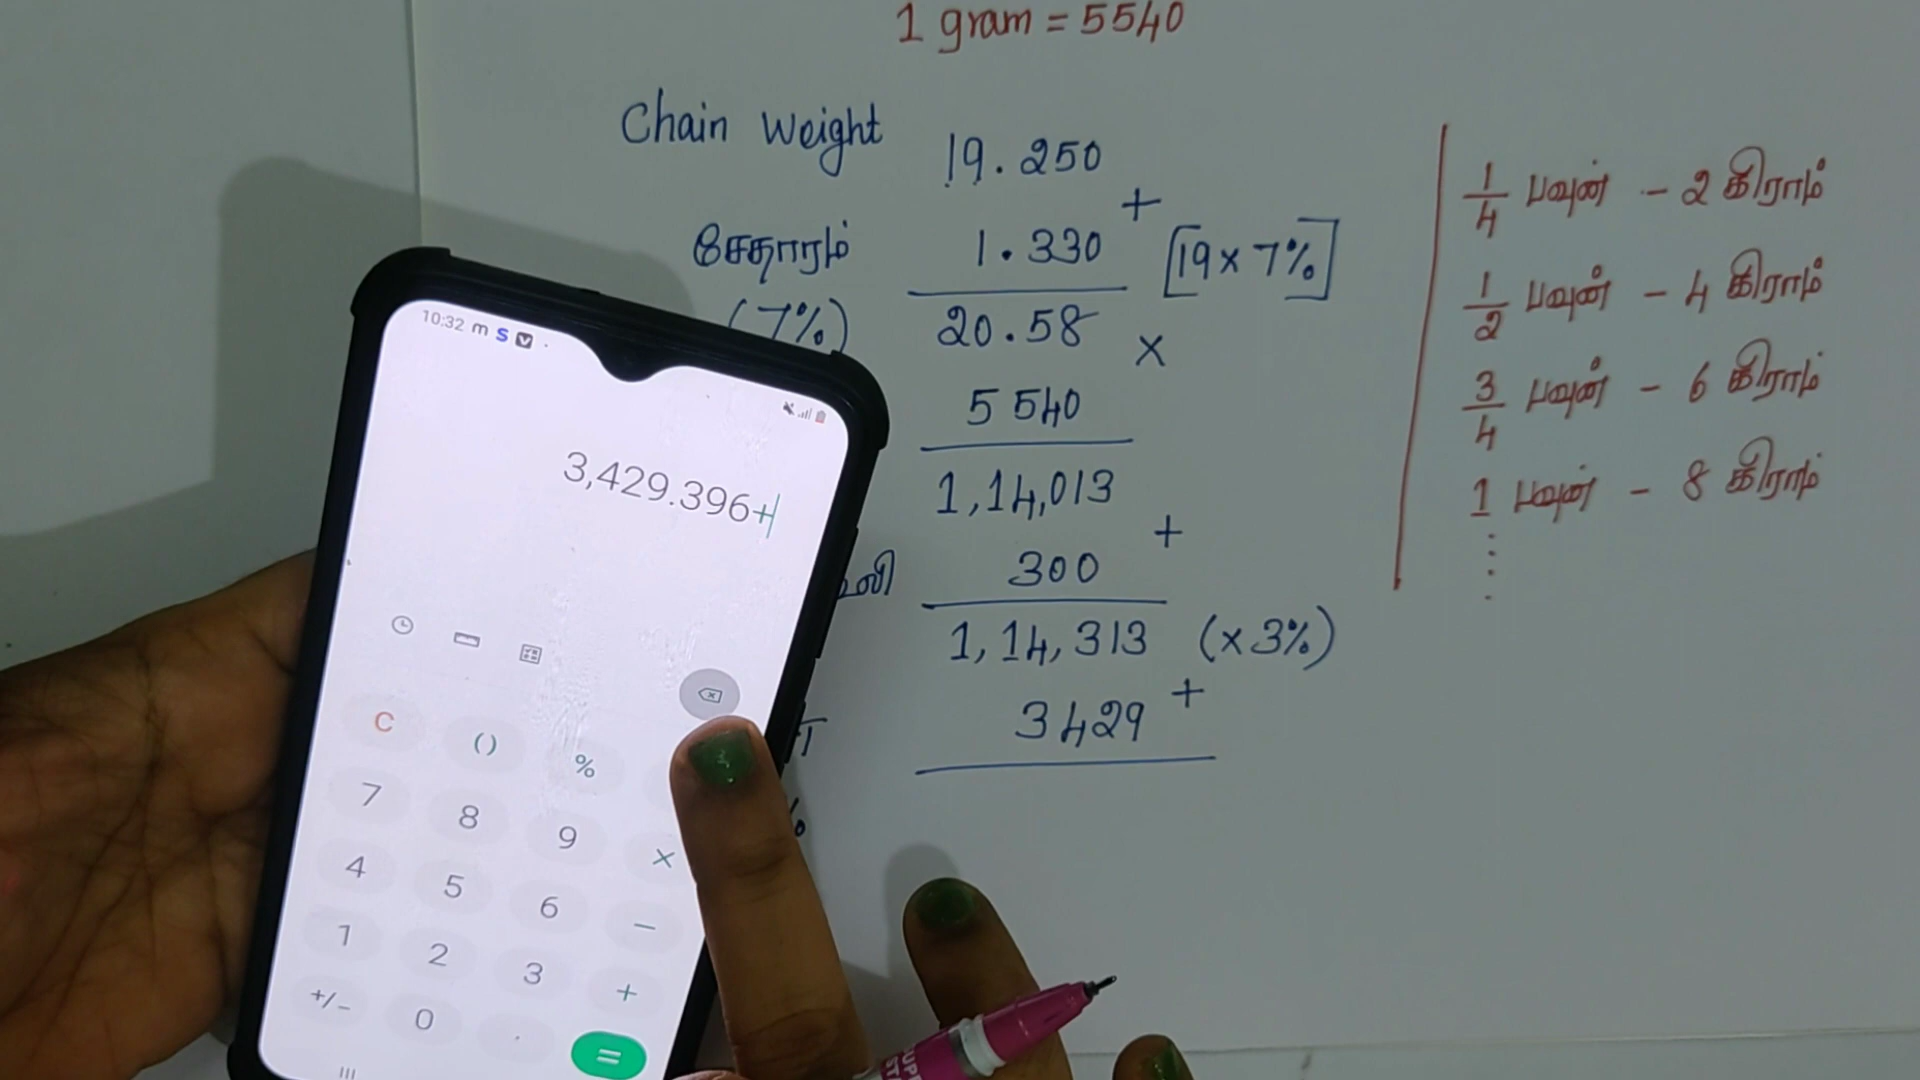 1 gram = 5540
Chain Weight 19.250
+
சேதாரம் 1.330 [19 x 7%]
(7%) 20.58 x
5540
1,14,013
+
300
1,14,313 (x 3%)
3429 +
1/4 பவுன் - 2 கிராம்
1/2 பவுன் - 4 கிராம்
3/4 பவுன் - 6 கிராம்
1 பவுன் - 8 கிராம்
10:32 m S V
3,429.396+
C () %
7 8 9 ×
4 5 6 −
1 2 3 +
+/− 0 . =